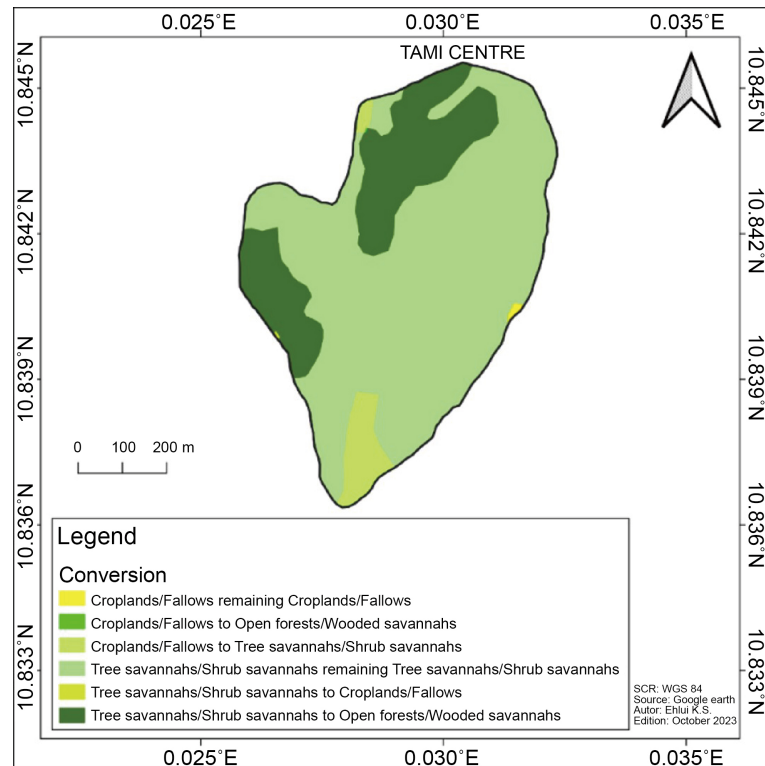 0.025°E 0.030°E 0.035°E
TAMI CENTRE
10.845°N 10.845°N
10.842°N 10.842°N
10.839°N 10.839°N
0 100 200 m
10.836°N 10.836°N
Legend
Conversion
Croplands/Fallows remaining Croplands/Fallows
Croplands/Fallows to Open forests/Wooded savannahs
Croplands/Fallows to Tree savannahs/Shrub savannahs
Tree savannahs/Shrub savannahs remaining Tree savannahs/Shrub savannahs
Tree savannahs/Shrub savannahs to Croplands/Fallows
Tree savannahs/Shrub savannahs to Open forests/Wooded savannahs
10.833°N 10.833°N
SCR: WGS 84
Source: Google earth
Autor: Ehlui K.S.
Edition: October 2023
0.025°E 0.030°E 0.035°E